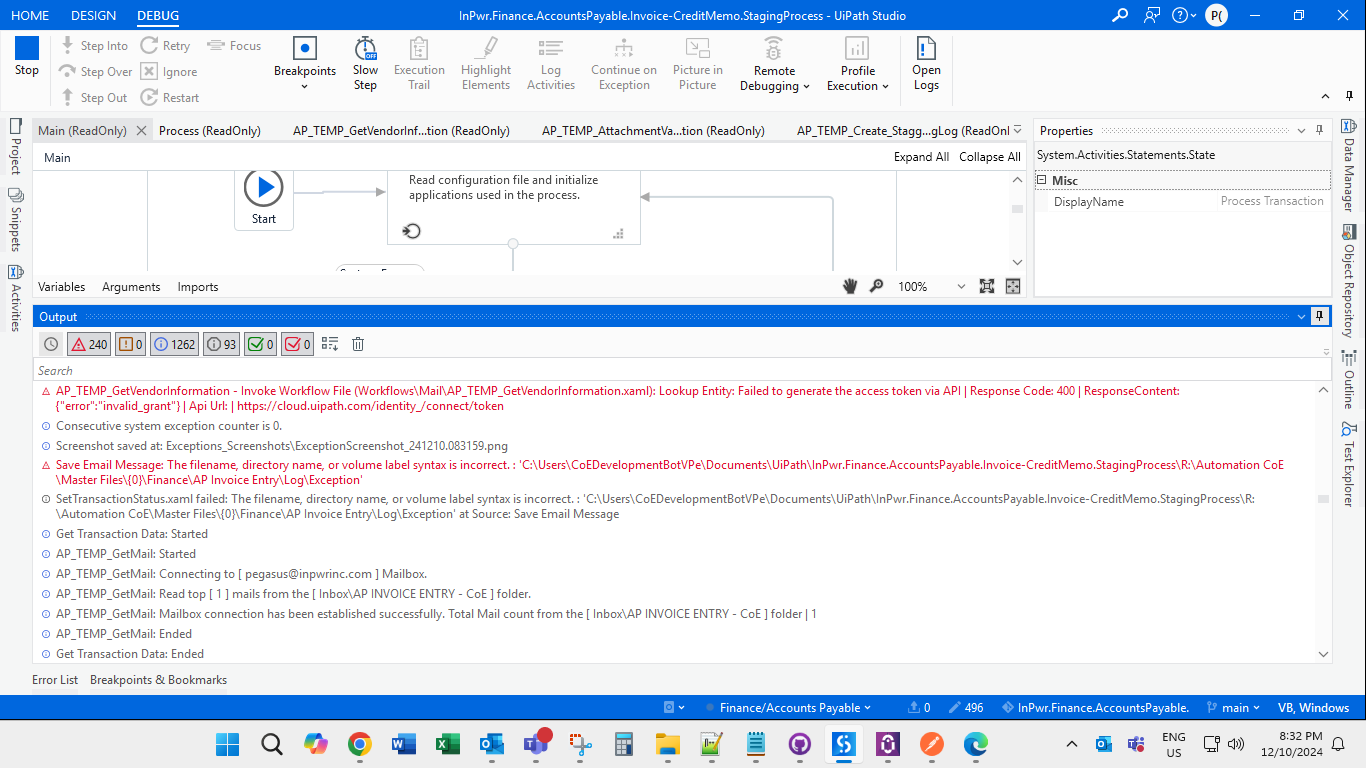 HOME DESIGN DEBUG InPwr.Finance.AccountsPayable.Invoice-CreditMemo.StagingProcess - UiPath Studio P(
Stop
Step Into Retry Focus
Step Over Ignore
Step Out Restart
Breakpoints
Slow
Step
OFF
Execution
Trail
Highlight
Elements
Log
Activities
Continue on
Exception
Picture in
Picture
Remote
Debugging
Profile
Execution
Open
Logs
Main (ReadOnly) Process (ReadOnly) AP_TEMP_GetVendorInf...tion (ReadOnly) AP_TEMP_AttachmentVa...tion (ReadOnly) AP_TEMP_Create_Stagg...gLog (ReadOnl
Main Expand All Collapse All
Start
Read configuration file and initialize
applications used in the process.
Variables Arguments Imports 100%
Properties
System.Activities.Statements.State
Misc
DisplayName Process Transaction
Project
Snippets
Activities
Data Manager
Object Repository
Outline
Test Explorer
Output
240 0 1262 93 0 0
Search
AP_TEMP_GetVendorInformation - Invoke Workflow File (Workflows\Mail\AP_TEMP_GetVendorInformation.xaml): Lookup Entity: Failed to generate the access token via API | Response Code: 400 | ResponseContent:
{"error":"invalid_grant"} | Api Url: | https://cloud.uipath.com/identity_/connect/token
Consecutive system exception counter is 0.
Screenshot saved at: Exceptions_Screenshots\ExceptionScreenshot_241210.083159.png
Save Email Message: The filename, directory name, or volume label syntax is incorrect. : 'C:\Users\CoEDevelopmentBotVPe\Documents\UiPath\InPwr.Finance.AccountsPayable.Invoice-CreditMemo.StagingProcess\R:\Automation CoE
\Master Files\{0}\Finance\AP Invoice Entry\Log\Exception'
SetTransactionStatus.xaml failed: The filename, directory name, or volume label syntax is incorrect. : 'C:\Users\CoEDevelopmentBotVPe\Documents\UiPath\InPwr.Finance.AccountsPayable.Invoice-CreditMemo.StagingProcess\R:
\Automation CoE\Master Files\{0}\Finance\AP Invoice Entry\Log\Exception' at Source: Save Email Message
Get Transaction Data: Started
AP_TEMP_GetMail: Started
AP_TEMP_GetMail: Connecting to [ pegasus@inpwrinc.com ] Mailbox.
AP_TEMP_GetMail: Read top [ 1 ] mails from the [ Inbox\AP INVOICE ENTRY - CoE ] folder.
AP_TEMP_GetMail: Mailbox connection has been established successfully. Total Mail count from the [ Inbox\AP INVOICE ENTRY - CoE ] folder | 1
AP_TEMP_GetMail: Ended
Get Transaction Data: Ended
Error List Breakpoints & Bookmarks
Finance/Accounts Payable 0 496 InPwr.Finance.AccountsPayable. main VB, Windows
ENG
US
8:32 PM
12/10/2024